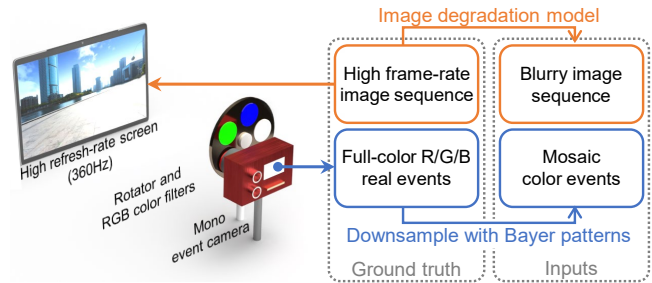 Image degradation model
High frame-rate
image sequence
Blurry image
sequence
High refresh-rate screen
(360Hz)
Rotator and
RGB color filters
Mono
event camera
Full-color R/G/B
real events
Mosaic
color events
Downsample with Bayer patterns
Ground truth
Inputs